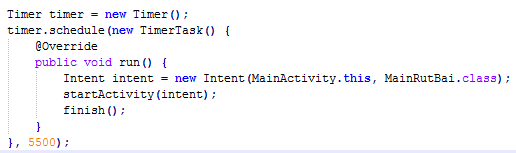 Timer timer = new Timer();
timer.schedule(new TimerTask() {
    @Override
    public void run() {
        Intent intent = new Intent(MainActivity.this, MainRutBai.class);
        startActivity(intent);
        finish();
    }
}, 5500);